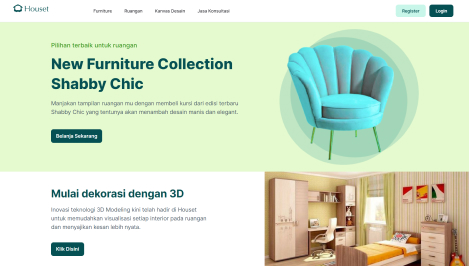 Houset
Furniture
Ruangan
Kanvas Desain
Jasa Konsultasi
Register
Login
Pilihan terbaik untuk ruangan
New Furniture Collection
Shabby Chic
Manjakan tampilan ruangan mu dengan membeli kursi dari edisi terbaru
Shabby Chic yang tentunya akan menambah desain manis dan elegant.
Belanja Sekarang
Mulai dekorasi dengan 3D
Inovasi teknologi 3D Modeling kini telah hadir di Houset
untuk memudahkan visualisasi setiap interior pada ruangan
dan menyajikan kesan lebih nyata.
Klik Disini